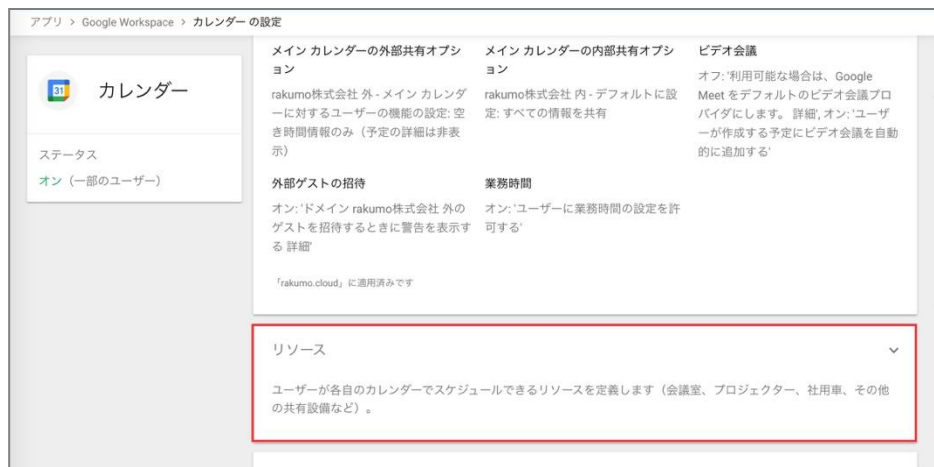 アプリ > Google Workspace > カレンダー の設定
31
カレンダー
ステータス
オン（一部のユーザー）
メイン カレンダーの外部共有オプシ
ョン
rakumo株式会社 外 - メイン カレンダ
ーに対するユーザーの機能の設定: 空
き時間情報のみ（予定の詳細は非表
示）
メイン カレンダーの内部共有オプシ
ョン
rakumo株式会社 内 - デフォルトに設
定: すべての情報を共有
ビデオ会議
オフ: '利用可能な場合は、Google
Meet をデフォルトのビデオ会議プロ
バイダにします。 詳細', オン: 'ユーザ
ーが作成する予定にビデオ会議を自動
的に追加する'
外部ゲストの招待
オン: 'ドメイン rakumo株式会社 外の
ゲストを招待するときに警告を表示す
る 詳細'
業務時間
オン: 'ユーザーに業務時間の設定を許
可する'
「rakumo.cloud」に適用済みです
リソース
ユーザーが各自のカレンダーでスケジュールできるリソースを定義します（会議室、プロジェクター、社用車、その他
の共有設備など）。